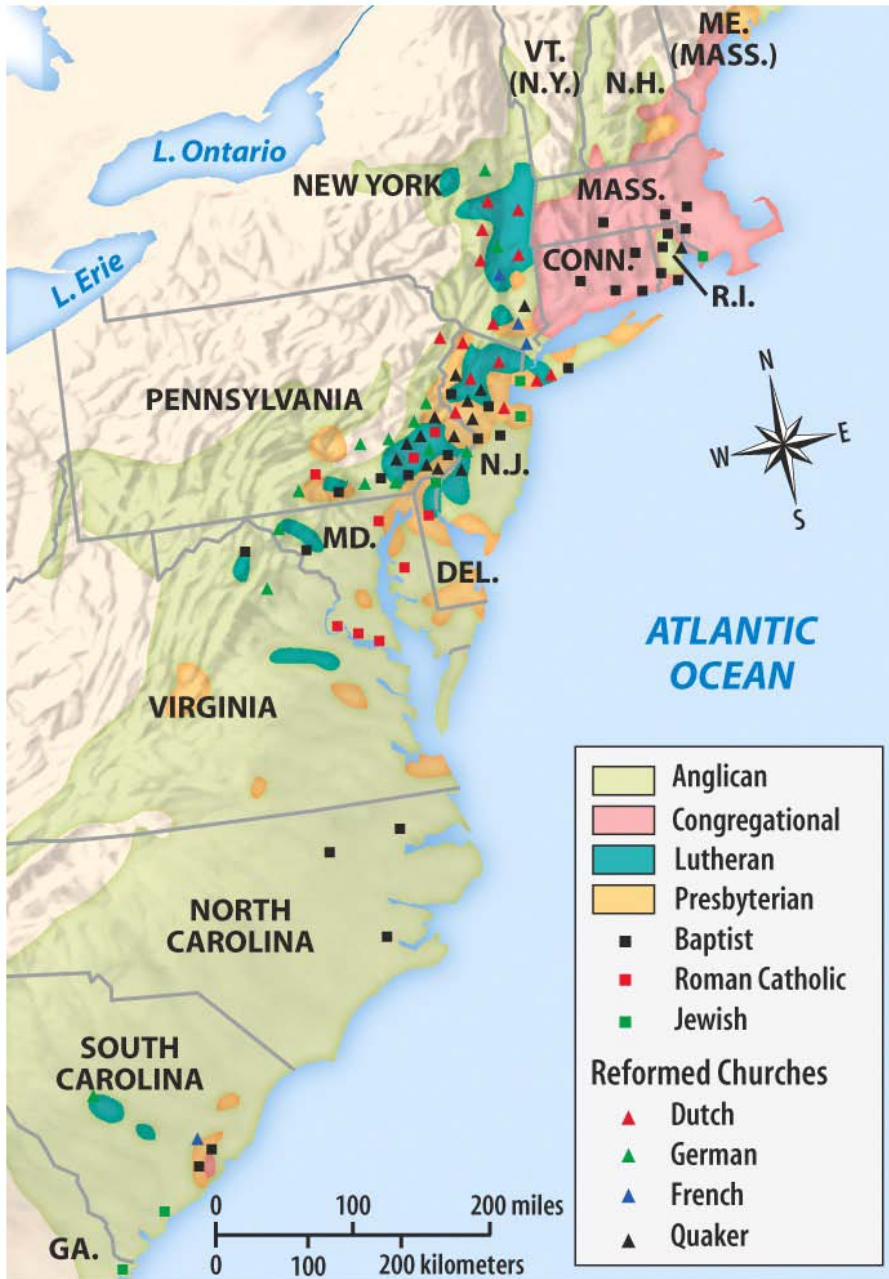 ME.
(MASS.)
VT.
(N.Y.)
N.H.
L. Ontario
NEW YORK
MASS.
CONN.
L. Erie
R.I.
PENNSYLVANIA
N
W
E
S
N.J.
MD.
DEL.
ATLANTIC
OCEAN
VIRGINIA
NORTH
CAROLINA
SOUTH
CAROLINA
GA.
Anglican
Congregational
Lutheran
Presbyterian
Baptist
Roman Catholic
Jewish
Reformed Churches
Dutch
German
French
Quaker
0 100 200 miles
0 100 200 kilometers